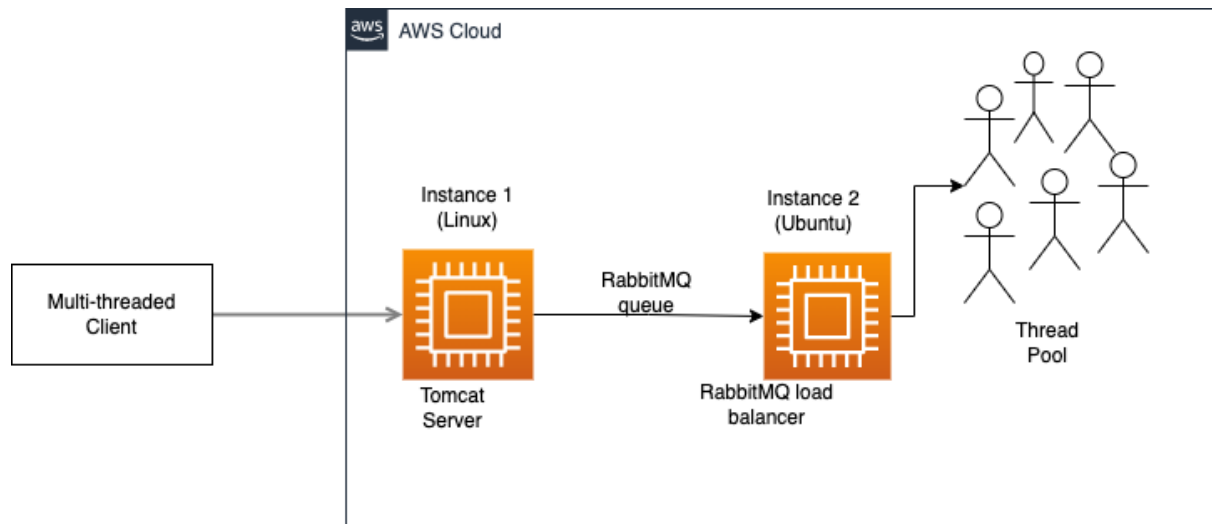 aws
AWS Cloud
Instance 1
(Linux)
Instance 2
(Ubuntu)
Multi-threaded
Client
RabbitMQ
queue
Thread
Pool
Tomcat
Server
RabbitMQ load
balancer